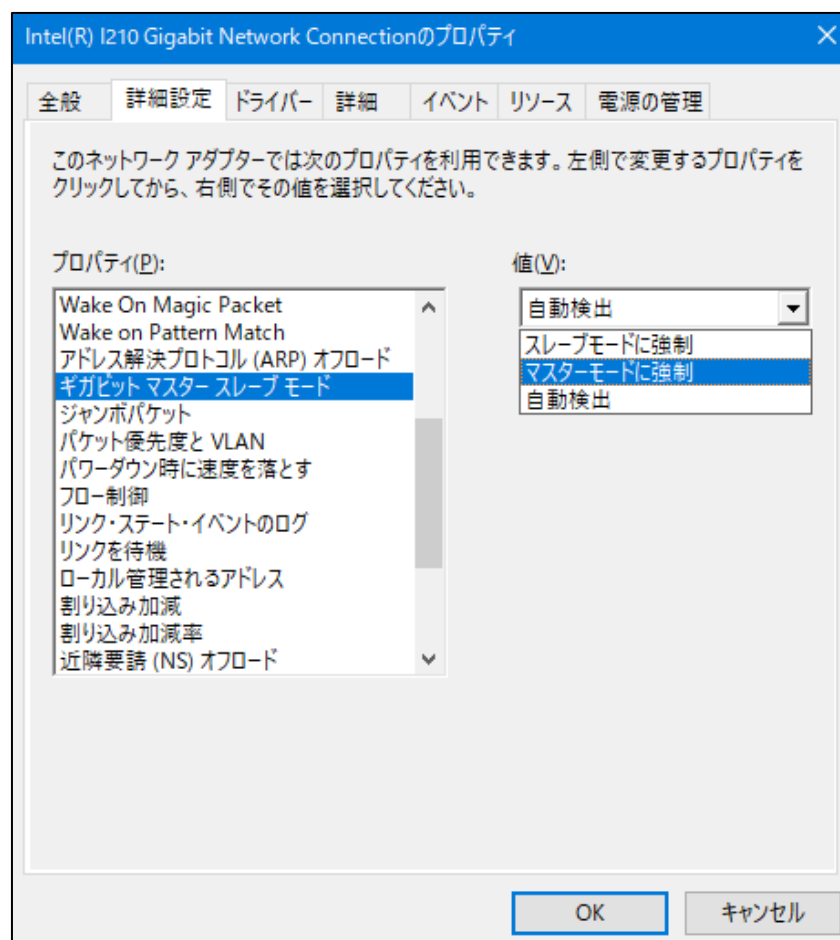 Intel(R) I210 Gigabit Network Connectionのプロパティ
全般 詳細設定 ドライバー 詳細 イベント リソース 電源の管理
このネットワーク アダプターでは次のプロパティを利用できます。左側で変更するプロパティを
クリックしてから、右側でその値を選択してください。
プロパティ(P):
Wake On Magic Packet
Wake on Pattern Match
アドレス解決プロトコル (ARP) オフロード
ギガビット マスター スレーブ モード
ジャンボパケット
パケット優先度と VLAN
パワーダウン時に速度を落とす
フロー制御
リンク・ステート・イベントのログ
リンクを待機
ローカル管理されるアドレス
割り込み加減
割り込み加減率
近隣要請 (NS) オフロード
値(V):
自動検出
スレーブモードに強制
マスターモードに強制
自動検出
OK キャンセル